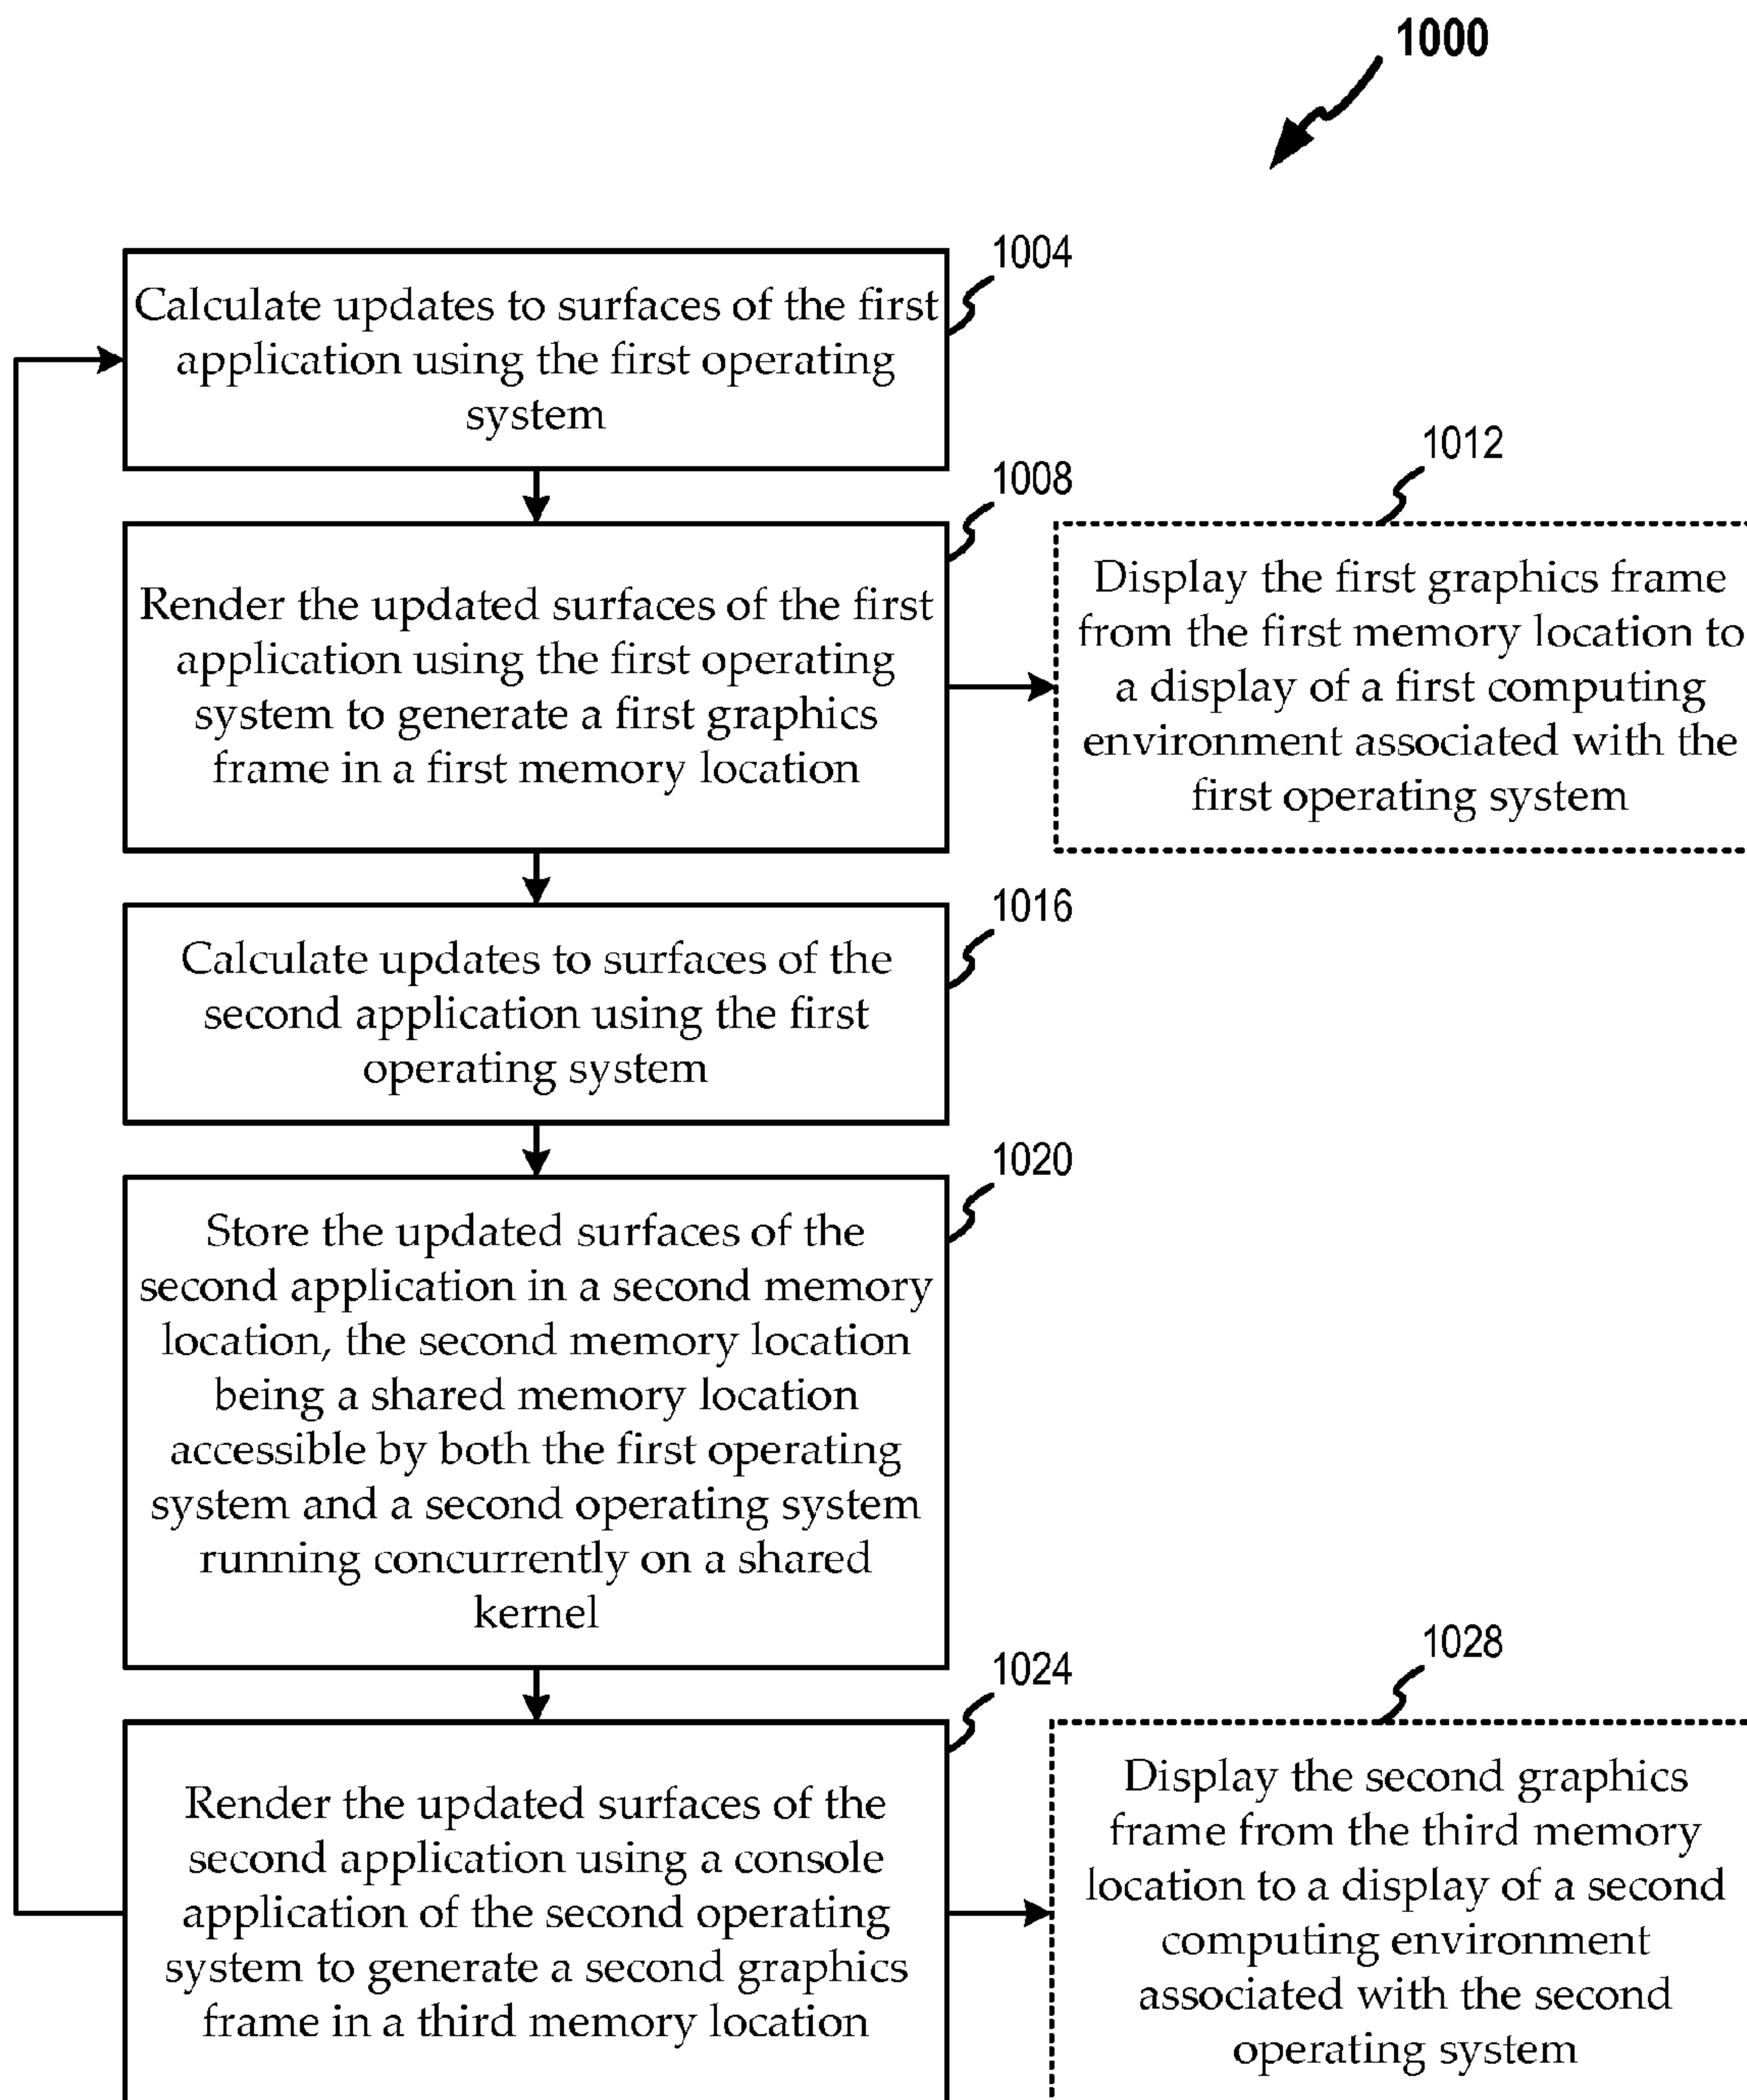 1000
1004
Calculate updates to surfaces of the first
application using the first operating
system
1008
Render the updated surfaces of the first
application using the first operating
system to generate a first graphics
frame in a first memory location
1012
Display the first graphics frame
from the first memory location to
a display of a first computing
environment associated with the
first operating system
1016
Calculate updates to surfaces of the
second application using the first
operating system
1020
Store the updated surfaces of the
second application in a second memory
location, the second memory location
being a shared memory location
accessible by both the first operating
system and a second operating system
running concurrently on a shared
kernel
1024
Render the updated surfaces of the
second application using a console
application of the second operating
system to generate a second graphics
frame in a third memory location
1028
Display the second graphics
frame from the third memory
location to a display of a second
computing environment
associated with the second
operating system